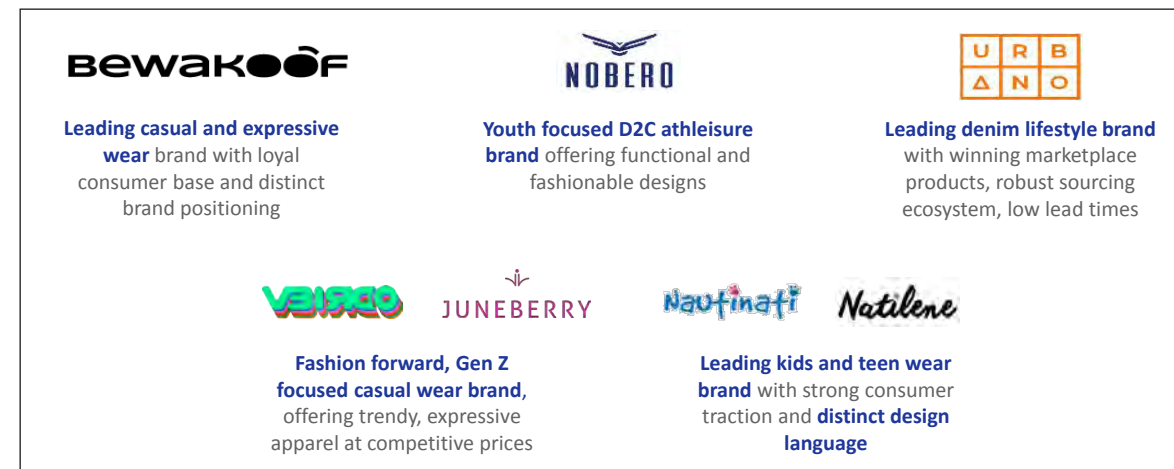 BewaKooF
NOBERO
U R B
Δ N O
Leading casual and expressive
wear brand with loyal
consumer base and distinct
brand positioning
Youth focused D2C athleisure
brand offering functional and
fashionable designs
Leading denim lifestyle brand
with winning marketplace
products, robust sourcing
ecosystem, low lead times
VEIRDO
JUNEBERRY
Nautinati
Natilene
Fashion forward, Gen Z
focused casual wear brand,
offering trendy, expressive
apparel at competitive prices
Leading kids and teen wear
brand with strong consumer
traction and distinct design
language